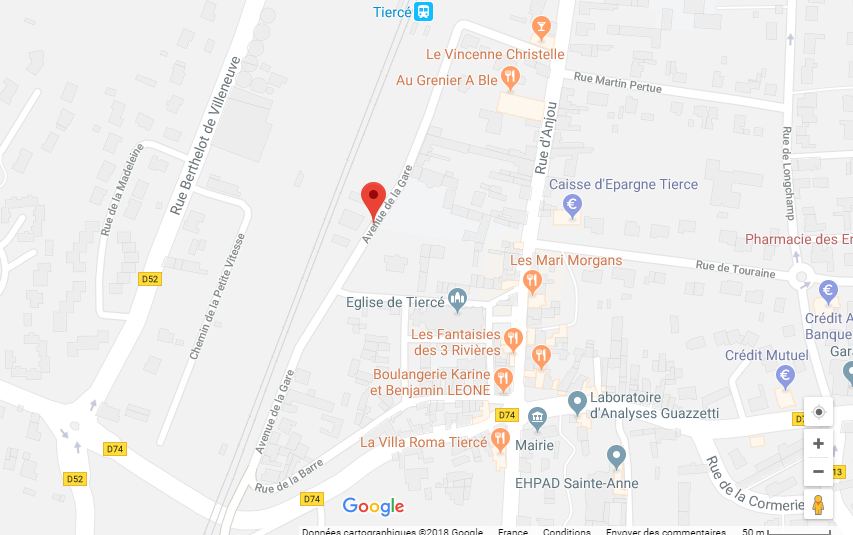 Tiercé
Le Vincenne Christelle
Au Grenier A Ble
Rue Martin Pertue
Rue Berthelot de Villeneuve
Rue d'Anjou
Rue de Longchamp
Rue de la Madeleine
Avenue de la Gare
Caisse d'Epargne Tierce
Pharmacie des Er
Chemin de la Petite Vitesse
Les Mari Morgans
Rue de Touraine
D52
Eglise de Tiercé
Les Fantaisies
des 3 Rivières
Crédit A
Banque
Gara
Crédit Mutuel
Boulangerie Karine
et Benjamin LEONE
Avenue de la Gare
Laboratoire
d'Analyses Guazzetti
D74
La Villa Roma Tiercé
Mairie
D74
EHPAD Sainte-Anne
Rue de la Barre
Rue de la Cormerie
D52
D74
13
Google
Données cartographiques ©2018 Google
France
Conditions
Envoyer des commentaires
50 m